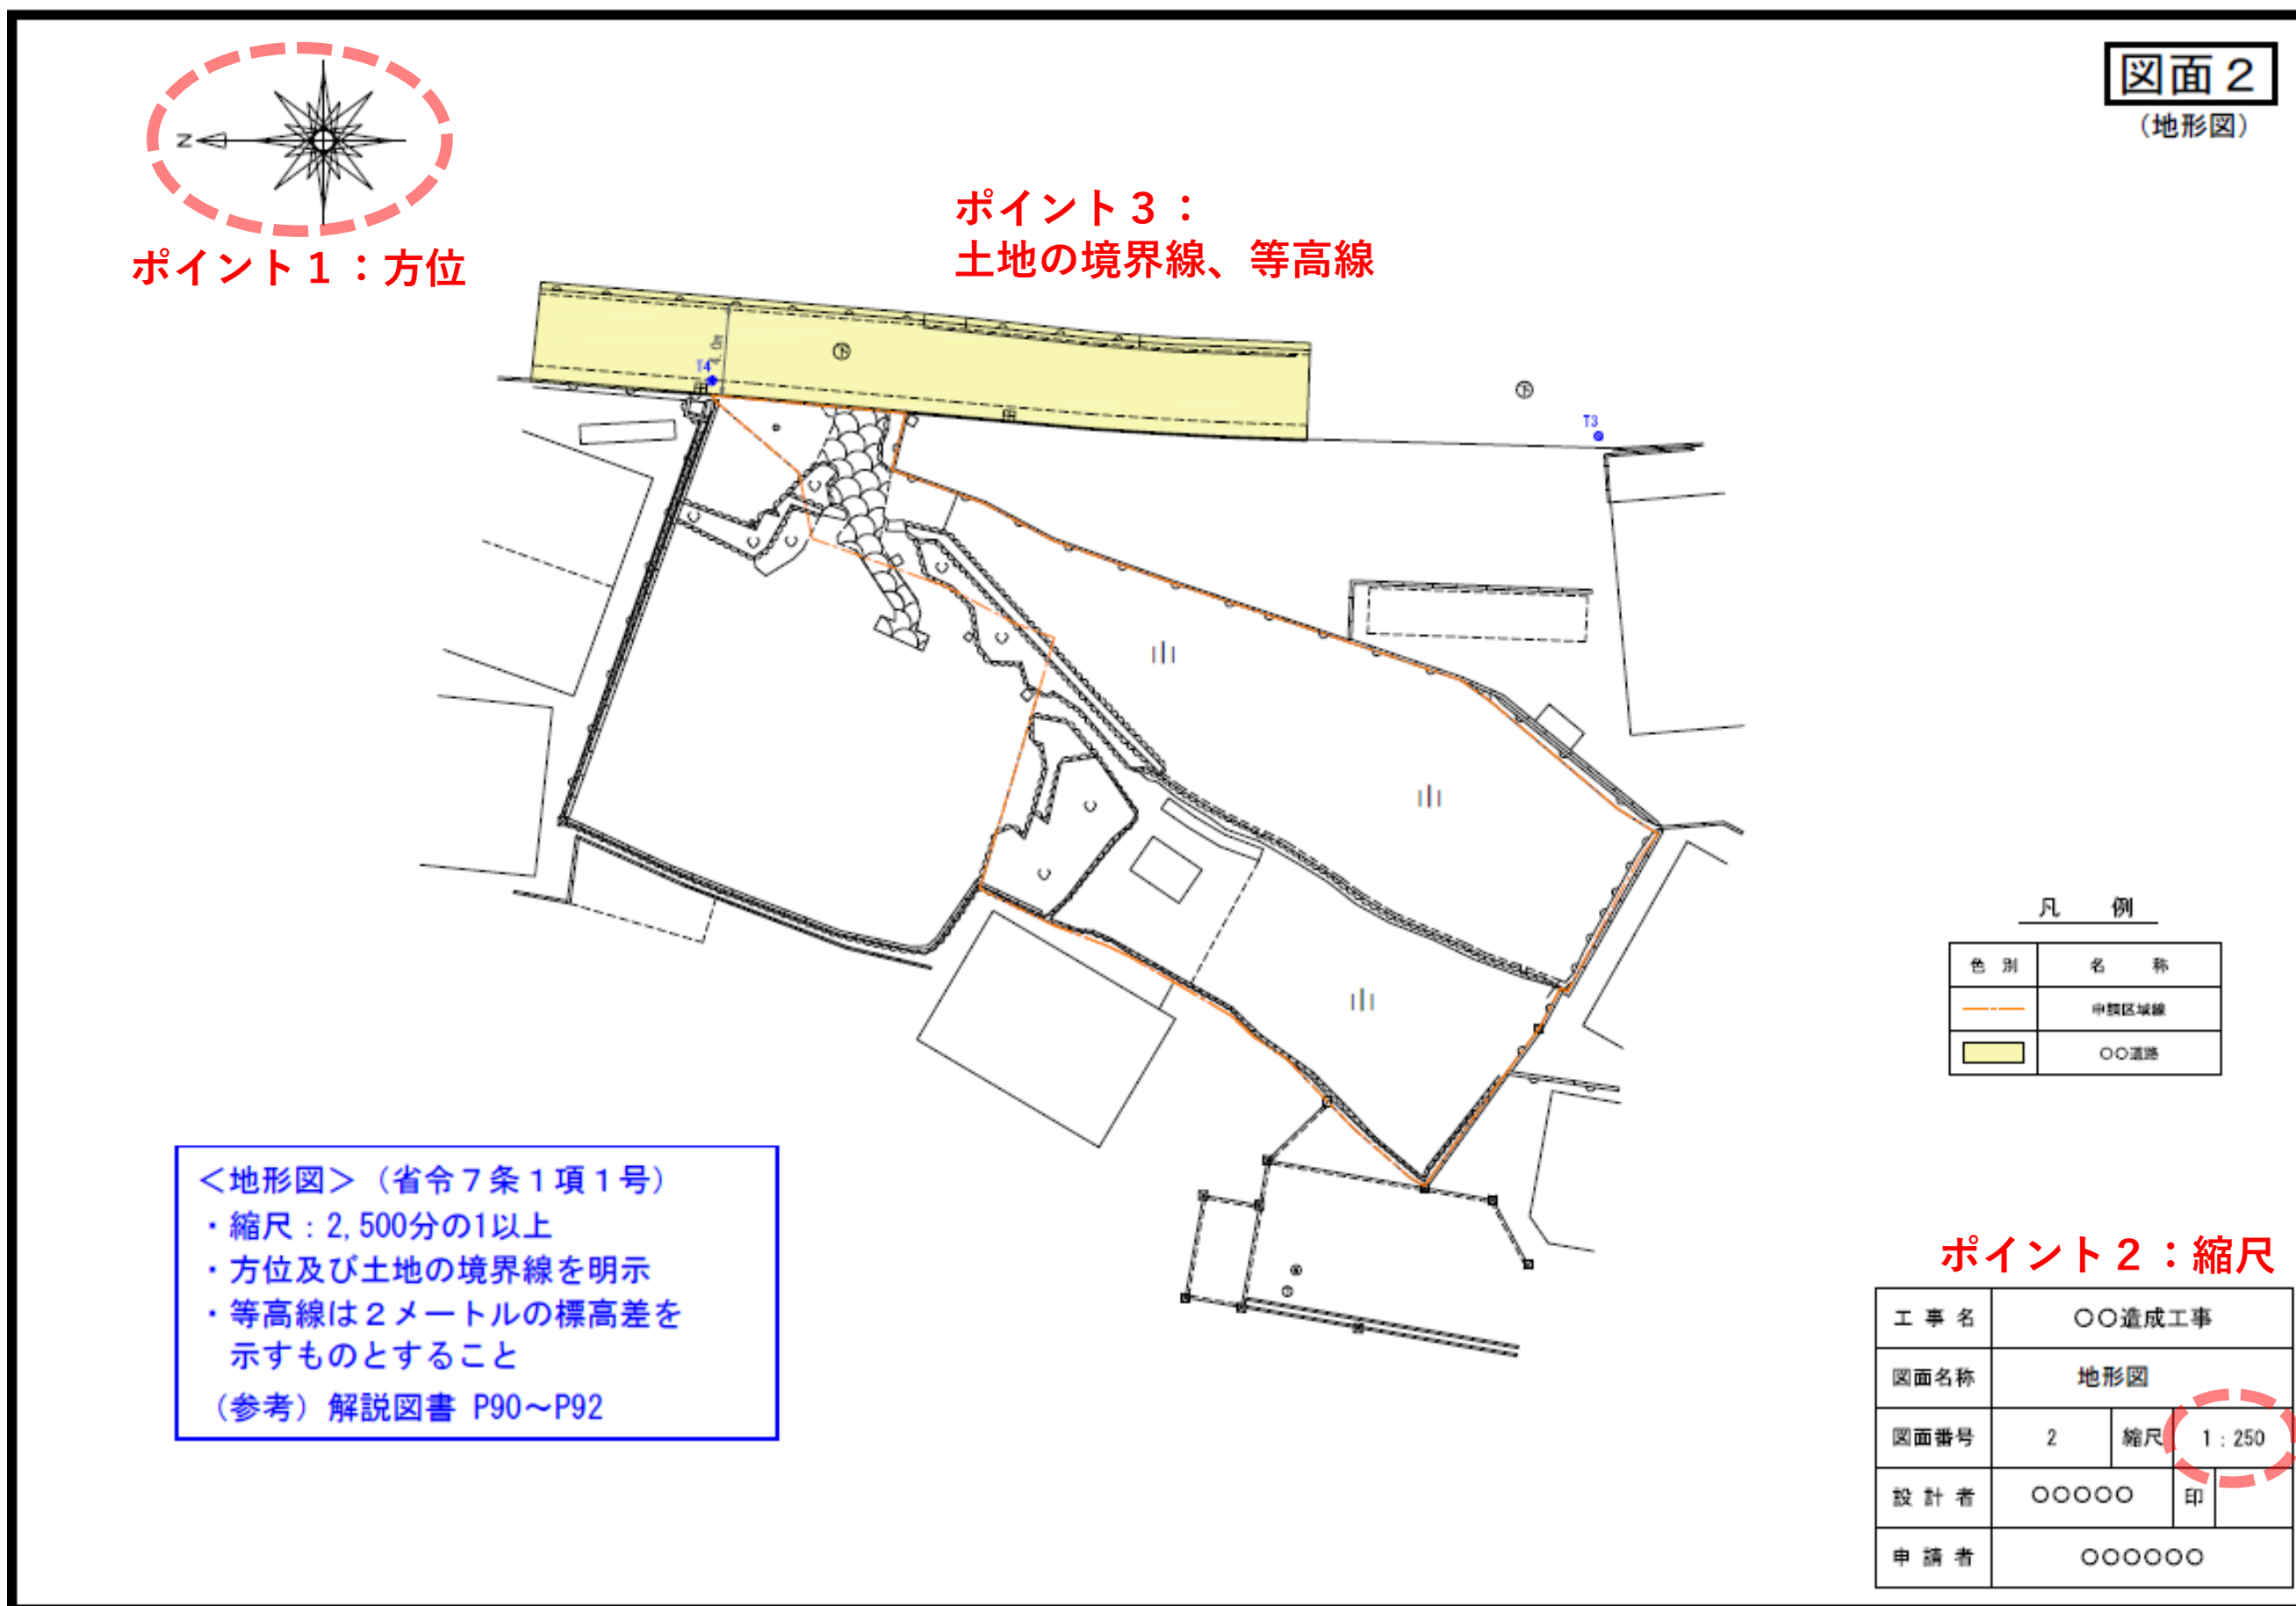 図面２
（地形図）
N
ポイント１：方位
ポイント３：
土地の境界線、等高線
4.0m
T4
T3
凡 例
色 別 名 称
申請区域線
○○道路
＜地形図＞（省令７条１項１号）
・縮尺：2,500分の1以上
・方位及び土地の境界線を明示
・等高線は２メートルの標高差を
示すものとすること
（参考）解説図書 P90～P92
ポイント２：縮尺
工 事 名 ○○造成工事
図面名称 地形図
図面番号 2 縮尺 1：250
設 計 者 ○○○○○ 印
申 請 者 ○○○○○○